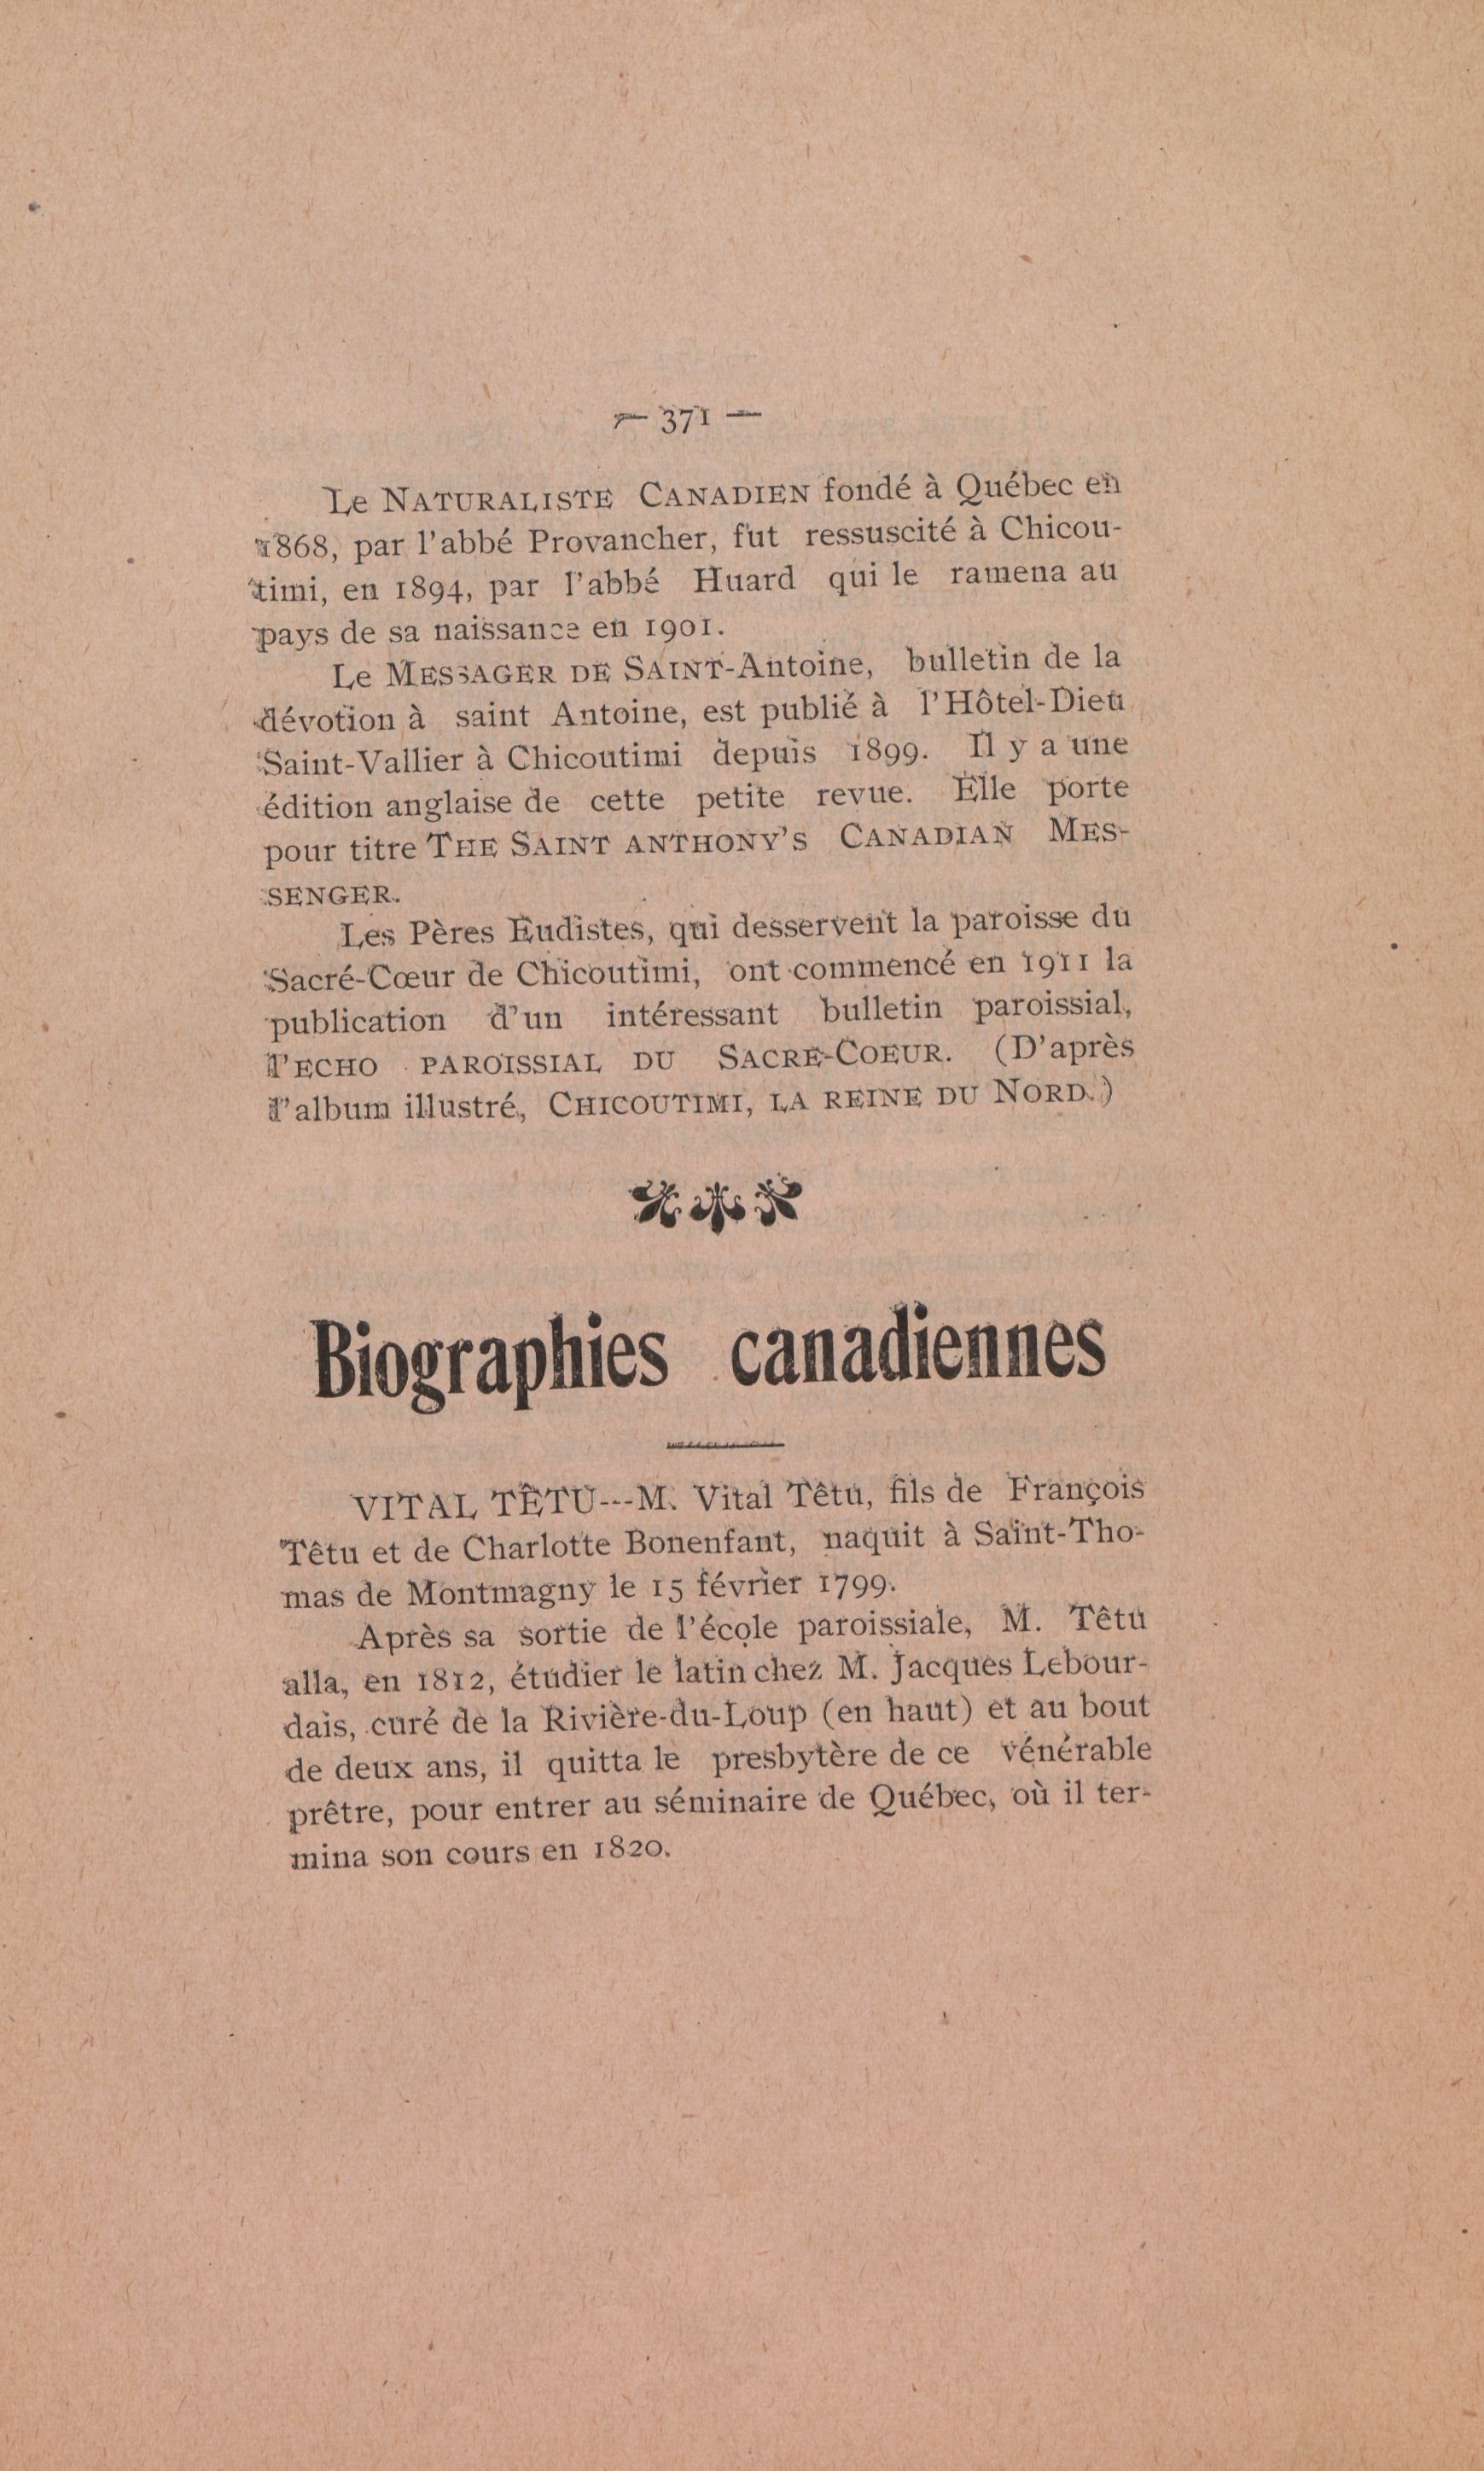 — 371 —
Le NATURALISTE CANADIEN fondé à Québec en
1868, par l'abbé Provancher, fut ressuscité à Chicou-
timi, en 1894, par l'abbé Huard qui le ramena au
pays de sa naissance en 1901.
Le MESSAGER DE SAINT-Antoine, bulletin de la
dévotion à saint Antoine, est publié à l'Hôtel-Dieu
Saint-Vallier à Chicoutimi depuis 1899. Il y a une
édition anglaise de cette petite revue. Elle porte
pour titre THE SAINT ANTHONY'S CANADIAN MES-
SENGER.
Les Pères Eudistes, qui desservent la paroisse du
Sacré-Cœur de Chicoutimi, ont commencé en 1911 la
publication d'un intéressant bulletin paroissial,
l'ECHO PAROISSIAL DU SACRE-COEUR. (D'après
l'album illustré, CHICOUTIMI, LA REINE DU NORD.)
Biographies canadiennes
VITAL TÊTU---M. Vital Têtu, fils de François
Têtu et de Charlotte Bonenfant, naquit à Saint-Tho-
mas de Montmagny le 15 février 1799.
Après sa sortie de l'école paroissiale, M. Têtu
alla, en 1812, étudier le latin chez M. Jacques Lebour-
dais, curé de la Rivière-du-Loup (en haut) et au bout
de deux ans, il quitta le presbytère de ce vénérable
prêtre, pour entrer au séminaire de Québec, où il ter-
mina son cours en 1820.